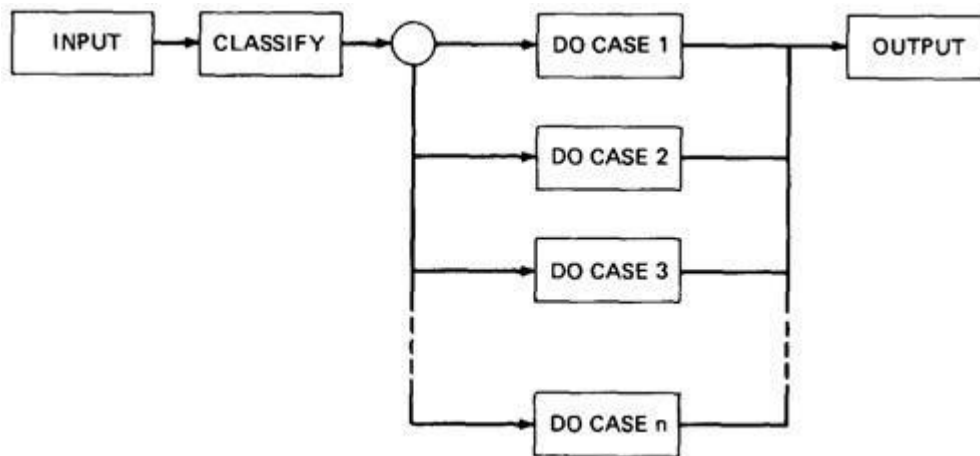 INPUT
CLASSIFY
DO CASE 1
OUTPUT
DO CASE 2
DO CASE 3
DO CASE n